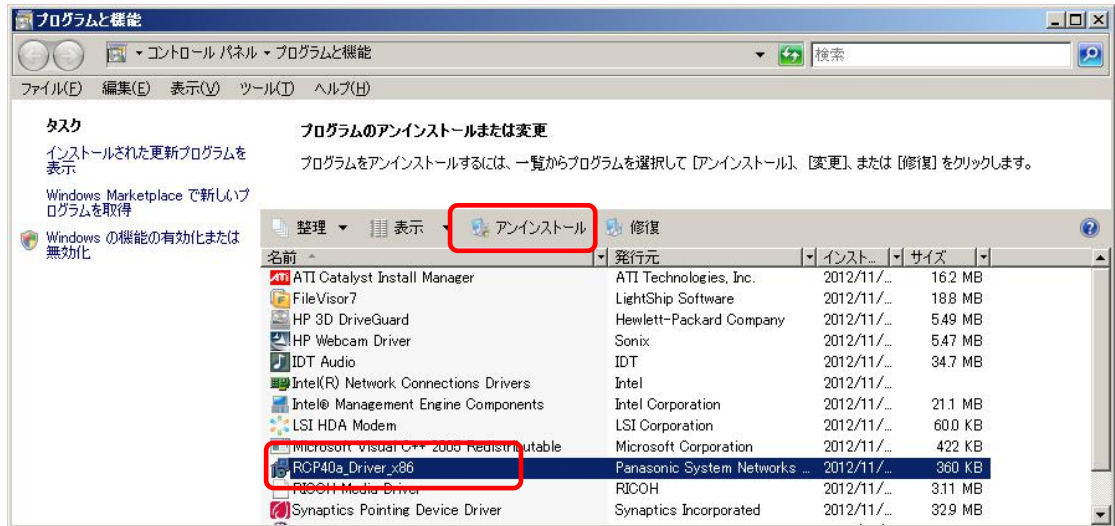 プログラムと機能
コントロール パネル ▾ プログラムと機能
検索
ファイル(F) 編集(E) 表示(V) ツール(T) ヘルプ(H)
タスク
インストールされた更新プログラムを
表示
Windows Marketplace で新しいプ
ログラムを取得
Windows の機能の有効化または
無効化
プログラムのアンインストールまたは変更
プログラムをアンインストールするには、一覧からプログラムを選択して [アンインストール]、[変更]、または [修復] をクリックします。
整理 表示 アンインストール 修復
名前 発行元 インスト... サイズ
ATI Catalyst Install Manager ATI Technologies, Inc. 2012/11/... 16.2 MB
FileVisor7 LightShip Software 2012/11/... 18.8 MB
HP 3D DriveGuard Hewlett-Packard Company 2012/11/... 5.49 MB
HP Webcam Driver Sonix 2012/11/... 5.47 MB
IDT Audio IDT 2012/11/... 34.7 MB
Intel(R) Network Connections Drivers Intel 2012/11/...
Intel® Management Engine Components Intel Corporation 2012/11/... 21.1 MB
LSI HDA Modem LSI Corporation 2012/11/... 60.0 KB
Microsoft Visual C++ 2005 Redistributable Microsoft Corporation 2012/11/... 422 KB
RCP40a_Driver_x86 Panasonic System Networks ... 2012/11/... 360 KB
RICOH Media Driver RICOH 2012/11/... 3.11 MB
Synaptics Pointing Device Driver Synaptics Incorporated 2012/11/... 32.9 MB